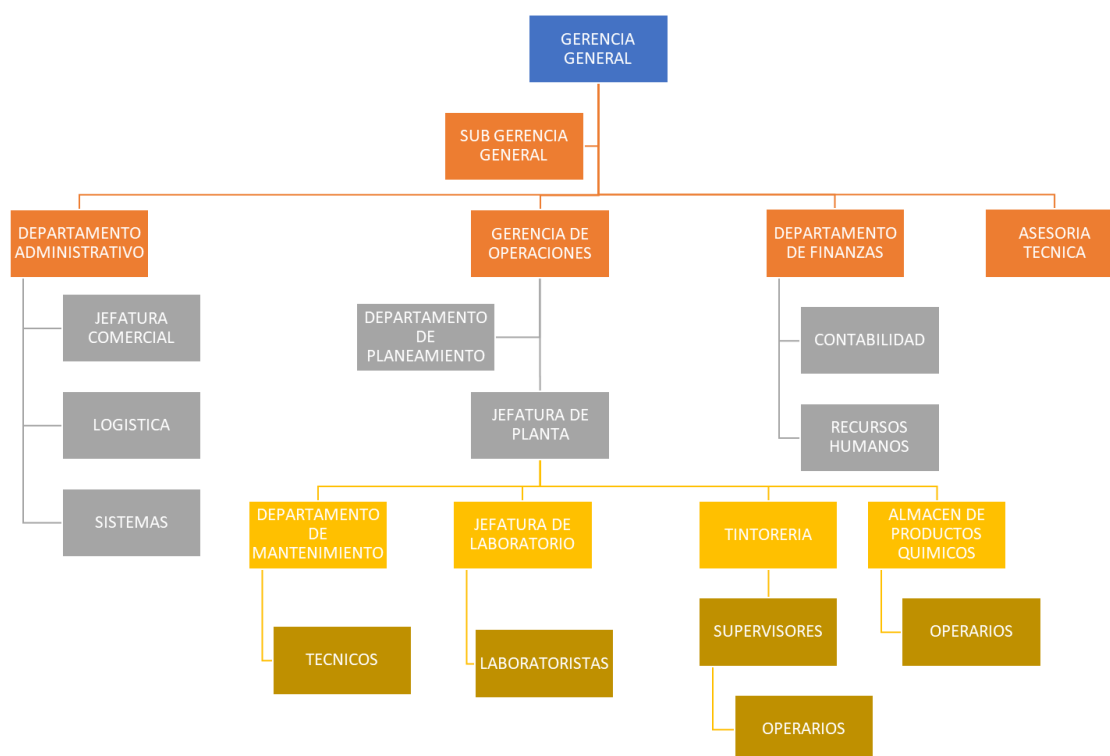 GERENCIA
GENERAL
SUB GERENCIA
GENERAL
DEPARTAMENTO
ADMINISTRATIVO
GERENCIA DE
OPERACIONES
DEPARTAMENTO
DE FINANZAS
ASESORIA
TECNICA
JEFATURA
COMERCIAL
DEPARTAMENTO
DE
PLANEAMIENTO
CONTABILIDAD
LOGISTICA
JEFATURA DE
PLANTA
RECURSOS
HUMANOS
SISTEMAS
DEPARTAMENTO
DE
MANTENIMIENTO
JEFATURA DE
LABORATORIO
TINTORERIA
ALMACEN DE
PRODUCTOS
QUIMICOS
TECNICOS
LABORATORISTAS
SUPERVISORES
OPERARIOS
OPERARIOS